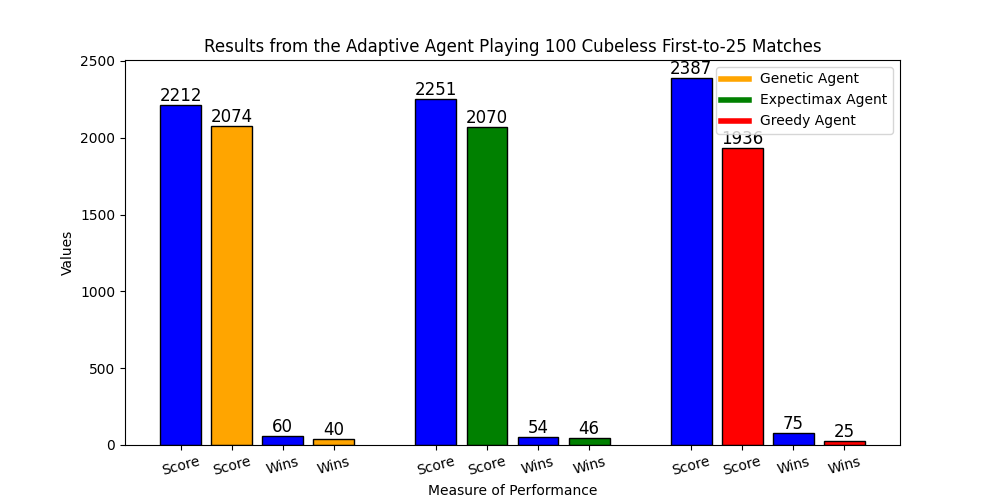 Results from the Adaptive Agent Playing 100 Cubeless First-to-25 Matches
Genetic Agent
Expectimax Agent
Greedy Agent
Values
2500
2000
1500
1000
500
0
2212
2074
60
40
2251
2070
54
46
2387
1936
75
25
Score Score Wins Wins Score Score Wins Wins Score Score Wins Wins
Measure of Performance